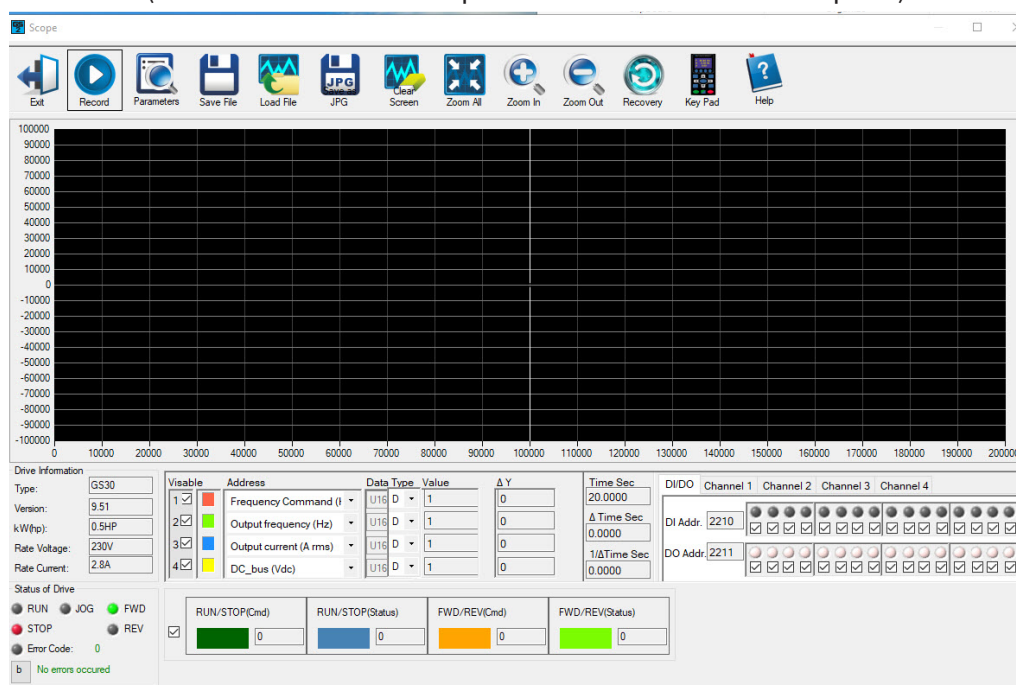 Scope
Exit Record Parameters Save File Load File JPG Save as JPG Clear Screen Zoom All Zoom In Zoom Out Recovery Key Pad ? Help
100000
90000
80000
70000
60000
50000
40000
30000
20000
10000
0
-10000
-20000
-30000
-40000
-50000
-60000
-70000
-80000
-90000
-100000
0 10000 20000 30000 40000 50000 60000 70000 80000 90000 100000 110000 120000 130000 140000 150000 160000 170000 180000 190000 20000
Drive Information
Type: GS30
Version: 9.51
kW(hp): 0.5HP
Rate Voltage: 230V
Rate Current: 2.8A
Visable Address Data Type Value Δ Y
1 Frequency Command (H U16 D 1 0
2 Output frequency (Hz) U16 D 1 0
3 Output current (A rms) U16 D 1 0
4 DC_bus (Vdc) U16 D 1 0
Time Sec
20.0000
Δ Time Sec
0.0000
1/ΔTime Sec
0.0000
DI/DO Channel 1 Channel 2 Channel 3 Channel 4
DI Addr. 2210
DO Addr. 2211
Status of Drive
RUN JOG FWD
STOP REV
Error Code: 0
b No errors occured
RUN/STOP(Cmd) RUN/STOP(Status) FWD/REV(Cmd) FWD/REV(Status)
0 0 0 0